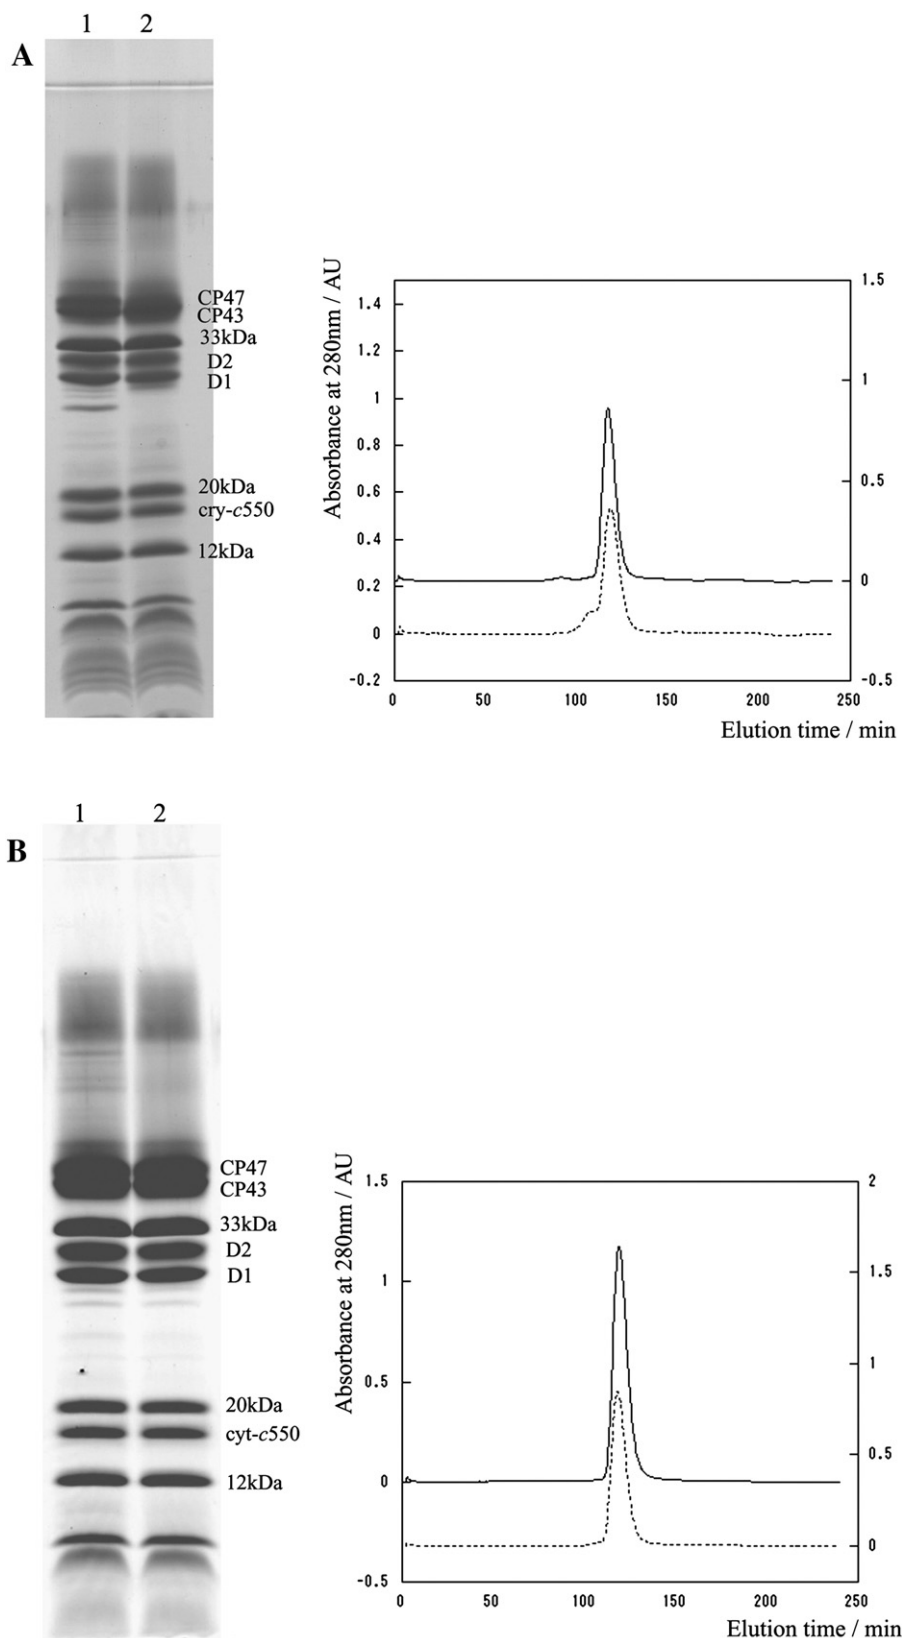 1 2
A
CP47
CP43
33kDa
D2
D1
20kDa
cry-c550
12kDa
Absorbance at 280nm / AU
1.4
1.2
1
0.8
0.6
0.4
0.2
0
-0.2
1.5
1
0.5
0
-0.5
0 50 100 150 200 250
Elution time / min
1 2
B
CP47
CP43
33kDa
D2
D1
20kDa
cyt-c550
12kDa
Absorbance at 280nm / AU
1.5
1
0.5
0
-0.5
2
1.5
1
0.5
0
0 50 100 150 200 250
Elution time / min